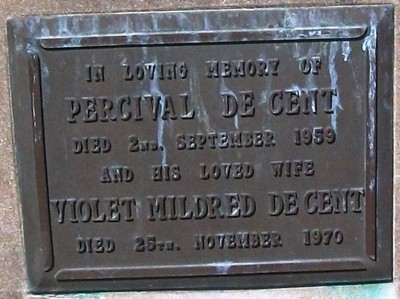 IN LOVING MEMORY OF
PERCIVAL DE CENT
DIED 2ND. SEPTEMBER 1959
AND HIS LOVED WIFE
VIOLET MILDRED DE CENT
DIED 25TH. NOVEMBER 1970